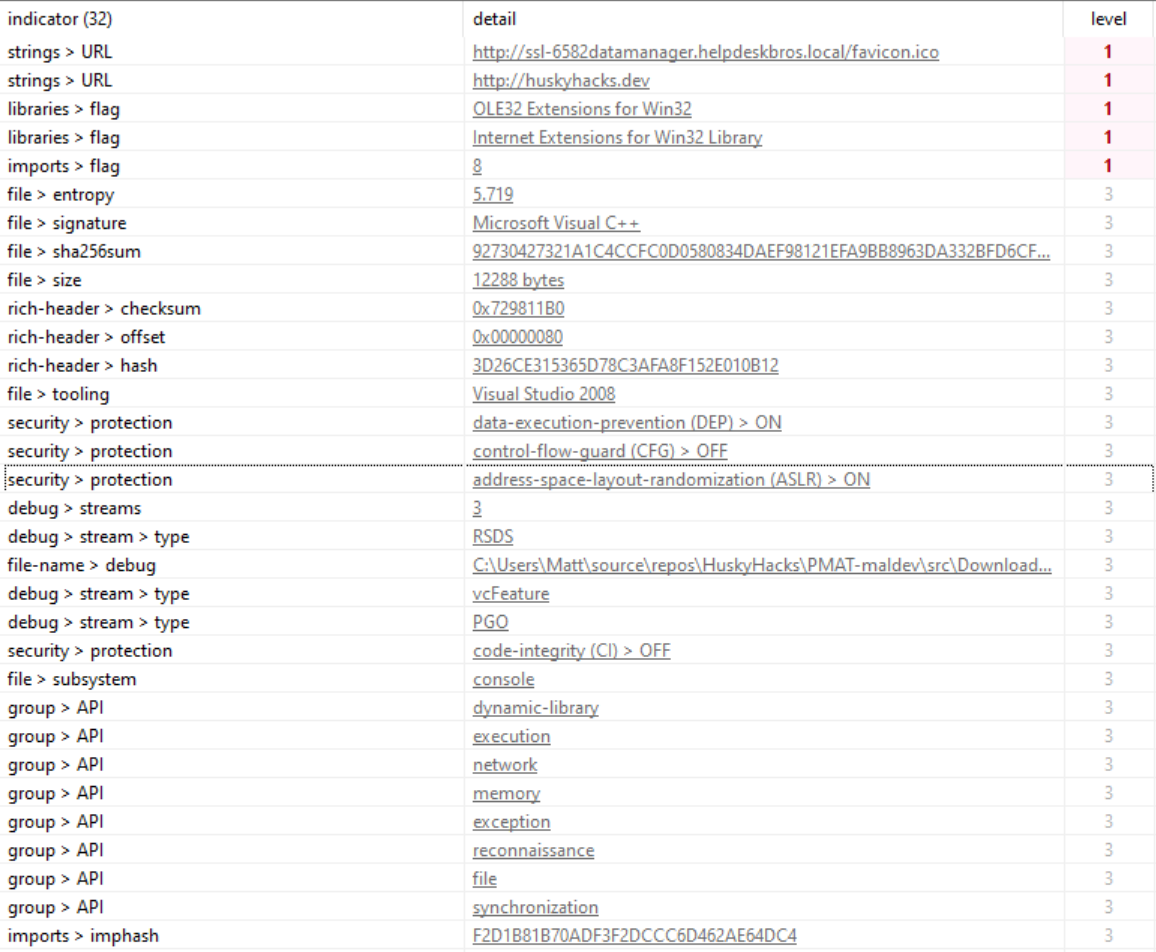 indicator (32) detail level
strings > URL http://ssl-6582datamanager.helpdeskbros.local/favicon.ico 1
strings > URL http://huskyhacks.dev 1
libraries > flag OLE32 Extensions for Win32 1
libraries > flag Internet Extensions for Win32 Library 1
imports > flag 8 1
file > entropy 5.719 3
file > signature Microsoft Visual C++ 3
file > sha256sum 92730427321A1C4CCFC0D0580834DAEF98121EFA9BB8963DA332BFD6CF... 3
file > size 12288 bytes 3
rich-header > checksum 0x729811B0 3
rich-header > offset 0x00000080 3
rich-header > hash 3D26CE315365D78C3AFA8F152E010B12 3
file > tooling Visual Studio 2008 3
security > protection data-execution-prevention (DEP) > ON 3
security > protection control-flow-guard (CFG) > OFF 3
security > protection address-space-layout-randomization (ASLR) > ON 3
debug > streams 3 3
debug > stream > type RSDS 3
file-name > debug C:\Users\Matt\source\repos\HuskyHacks\PMAT-maldev\src\Download... 3
debug > stream > type vcFeature 3
debug > stream > type PGO 3
security > protection code-integrity (CI) > OFF 3
file > subsystem console 3
group > API dynamic-library 3
group > API execution 3
group > API network 3
group > API memory 3
group > API exception 3
group > API reconnaissance 3
group > API file 3
group > API synchronization 3
imports > imphash F2D1B81B70ADF3F2DCCC6D462AE64DC4 3